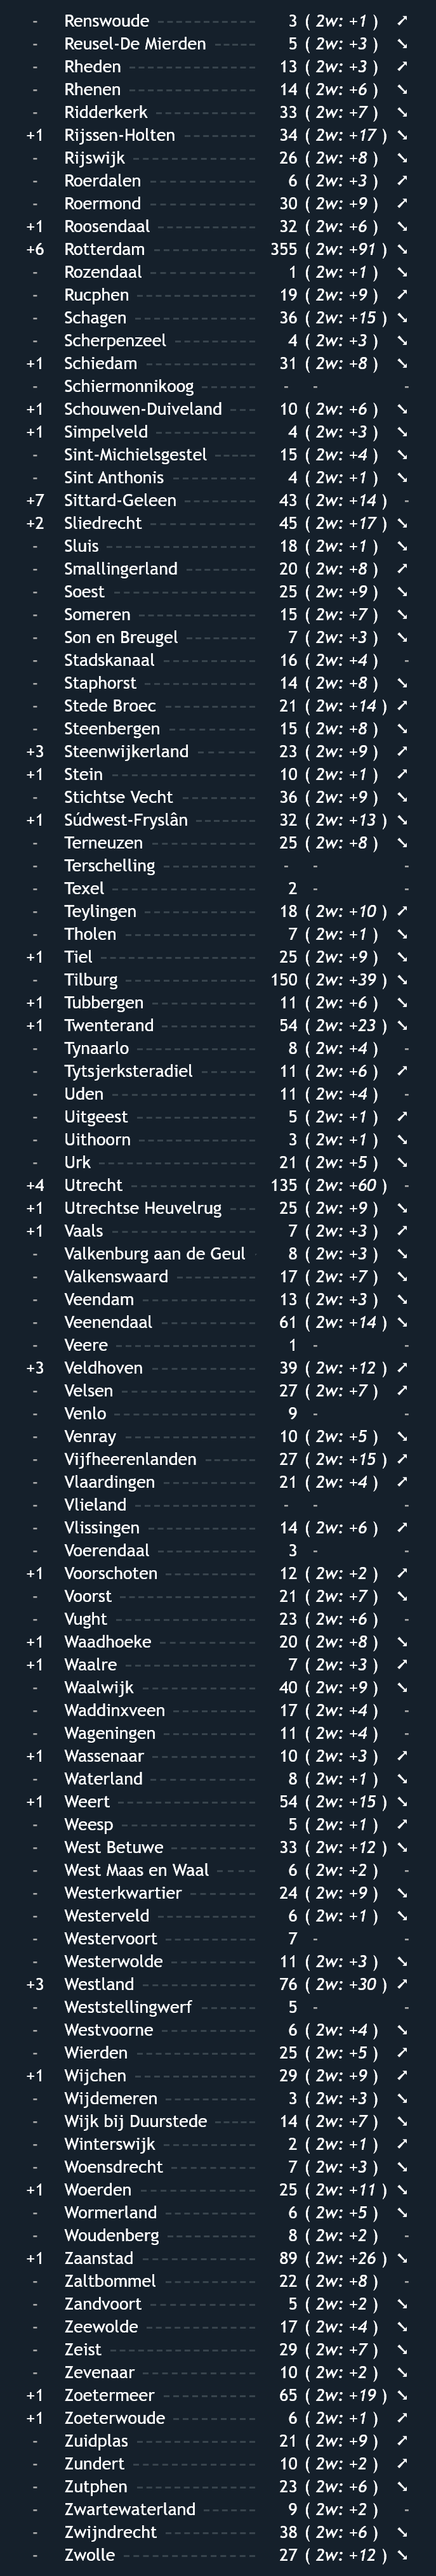 - Renswoude 3 ( 2w: +1 ) ↗
- Reusel-De Mierden 5 ( 2w: +3 ) ↘
- Rheden 13 ( 2w: +3 ) ↗
- Rhenen 14 ( 2w: +6 ) ↘
- Ridderkerk 33 ( 2w: +7 ) ↘
+1 Rijssen-Holten 34 ( 2w: +17 ) ↘
- Rijswijk 26 ( 2w: +8 ) ↘
- Roerdalen 6 ( 2w: +3 ) ↗
- Roermond 30 ( 2w: +9 ) ↗
+1 Roosendaal 32 ( 2w: +6 ) ↘
+6 Rotterdam 355 ( 2w: +91 ) ↘
- Rozendaal 1 ( 2w: +1 ) ↘
- Rucphen 19 ( 2w: +9 ) ↗
- Schagen 36 ( 2w: +15 ) ↘
- Scherpenzeel 4 ( 2w: +3 ) ↘
+1 Schiedam 31 ( 2w: +8 ) ↘
- Schiermonnikoog - - -
+1 Schouwen-Duiveland 10 ( 2w: +6 ) ↘
+1 Simpelveld 4 ( 2w: +3 ) ↘
- Sint-Michielsgestel 15 ( 2w: +4 ) ↘
- Sint Anthonis 4 ( 2w: +1 ) ↘
+7 Sittard-Geleen 43 ( 2w: +14 ) -
+2 Sliedrecht 45 ( 2w: +17 ) ↘
- Sluis 18 ( 2w: +1 ) ↘
- Smallingerland 20 ( 2w: +8 ) ↗
- Soest 25 ( 2w: +9 ) ↘
- Someren 15 ( 2w: +7 ) ↘
- Son en Breugel 7 ( 2w: +3 ) ↘
- Stadskanaal 16 ( 2w: +4 ) -
- Staphorst 14 ( 2w: +8 ) ↘
- Stede Broec 21 ( 2w: +14 ) ↗
- Steenbergen 15 ( 2w: +8 ) ↘
+3 Steenwijkerland 23 ( 2w: +9 ) ↗
+1 Stein 10 ( 2w: +1 ) ↗
- Stichtse Vecht 36 ( 2w: +9 ) ↘
+1 Súdwest-Fryslân 32 ( 2w: +13 ) ↘
- Terneuzen 25 ( 2w: +8 ) ↘
- Terschelling - - -
- Texel 2 - -
- Teylingen 18 ( 2w: +10 ) ↗
- Tholen 7 ( 2w: +1 ) ↘
+1 Tiel 25 ( 2w: +9 ) ↘
- Tilburg 150 ( 2w: +39 ) ↘
+1 Tubbergen 11 ( 2w: +6 ) ↘
+1 Twenterand 54 ( 2w: +23 ) ↘
- Tynaarlo 8 ( 2w: +4 ) -
- Tytsjerksteradiel 11 ( 2w: +6 ) ↗
- Uden 11 ( 2w: +4 ) -
- Uitgeest 5 ( 2w: +1 ) ↗
- Uithoorn 3 ( 2w: +1 ) ↘
- Urk 21 ( 2w: +5 ) ↘
+4 Utrecht 135 ( 2w: +60 ) -
+1 Utrechtse Heuvelrug 25 ( 2w: +9 ) ↘
+1 Vaals 7 ( 2w: +3 ) ↗
- Valkenburg aan de Geul 8 ( 2w: +3 ) ↘
- Valkenswaard 17 ( 2w: +7 ) ↘
- Veendam 13 ( 2w: +3 ) ↘
- Veenendaal 61 ( 2w: +14 ) ↘
- Veere 1 - -
+3 Veldhoven 39 ( 2w: +12 ) ↗
- Velsen 27 ( 2w: +7 ) ↗
- Venlo 9 - -
- Venray 10 ( 2w: +5 ) ↘
- Vijfheerenlanden 27 ( 2w: +15 ) ↗
- Vlaardingen 21 ( 2w: +4 ) ↗
- Vlieland - - -
- Vlissingen 14 ( 2w: +6 ) ↗
- Voerendaal 3 - -
+1 Voorschoten 12 ( 2w: +2 ) ↗
- Voorst 21 ( 2w: +7 ) ↘
- Vught 23 ( 2w: +6 ) -
+1 Waadhoeke 20 ( 2w: +8 ) ↘
+1 Waalre 7 ( 2w: +3 ) ↗
- Waalwijk 40 ( 2w: +9 ) ↘
- Waddinxveen 17 ( 2w: +4 ) -
- Wageningen 11 ( 2w: +4 ) -
+1 Wassenaar 10 ( 2w: +3 ) ↗
- Waterland 8 ( 2w: +1 ) ↘
+1 Weert 54 ( 2w: +15 ) ↘
- Weesp 5 ( 2w: +1 ) ↗
- West Betuwe 33 ( 2w: +12 ) ↘
- West Maas en Waal 6 ( 2w: +2 ) -
- Westerkwartier 24 ( 2w: +9 ) ↘
- Westerveld 6 ( 2w: +1 ) ↘
- Westervoort 7 - -
- Westerwolde 11 ( 2w: +3 ) ↘
+3 Westland 76 ( 2w: +30 ) ↗
- Weststellingwerf 5 - -
- Westvoorne 6 ( 2w: +4 ) ↘
- Wierden 25 ( 2w: +5 ) ↗
+1 Wijchen 29 ( 2w: +9 ) ↗
- Wijdemeren 3 ( 2w: +3 ) ↘
- Wijk bij Duurstede 14 ( 2w: +7 ) ↘
- Winterswijk 2 ( 2w: +1 ) ↗
- Woensdrecht 7 ( 2w: +3 ) ↘
+1 Woerden 25 ( 2w: +11 ) ↘
- Wormerland 6 ( 2w: +5 ) ↘
- Woudenberg 8 ( 2w: +2 ) -
+1 Zaanstad 89 ( 2w: +26 ) ↘
- Zaltbommel 22 ( 2w: +8 ) -
- Zandvoort 5 ( 2w: +2 ) ↘
- Zeewolde 17 ( 2w: +4 ) ↘
- Zeist 29 ( 2w: +7 ) ↘
- Zevenaar 10 ( 2w: +2 ) ↘
+1 Zoetermeer 65 ( 2w: +19 ) ↘
+1 Zoeterwoude 6 ( 2w: +1 ) ↗
- Zuidplas 21 ( 2w: +9 ) ↗
- Zundert 10 ( 2w: +2 ) ↗
- Zutphen 23 ( 2w: +6 ) ↘
- Zwartewaterland 9 ( 2w: +2 ) -
- Zwijndrecht 38 ( 2w: +6 ) ↘
- Zwolle 27 ( 2w: +12 ) ↘